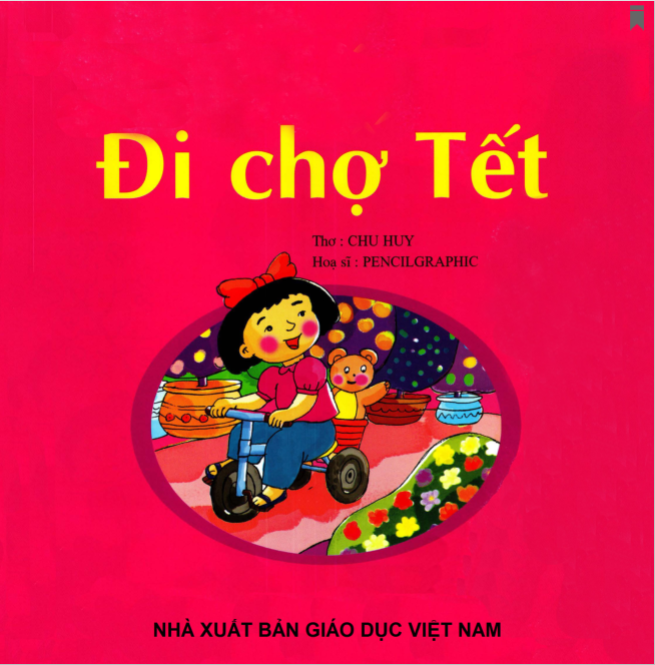 Đi chợ Tết
Thơ : CHU HUY
Hoạ sĩ : PENCILGRAPHIC
NHÀ XUẤT BẢN GIÁO DỤC VIỆT NAM